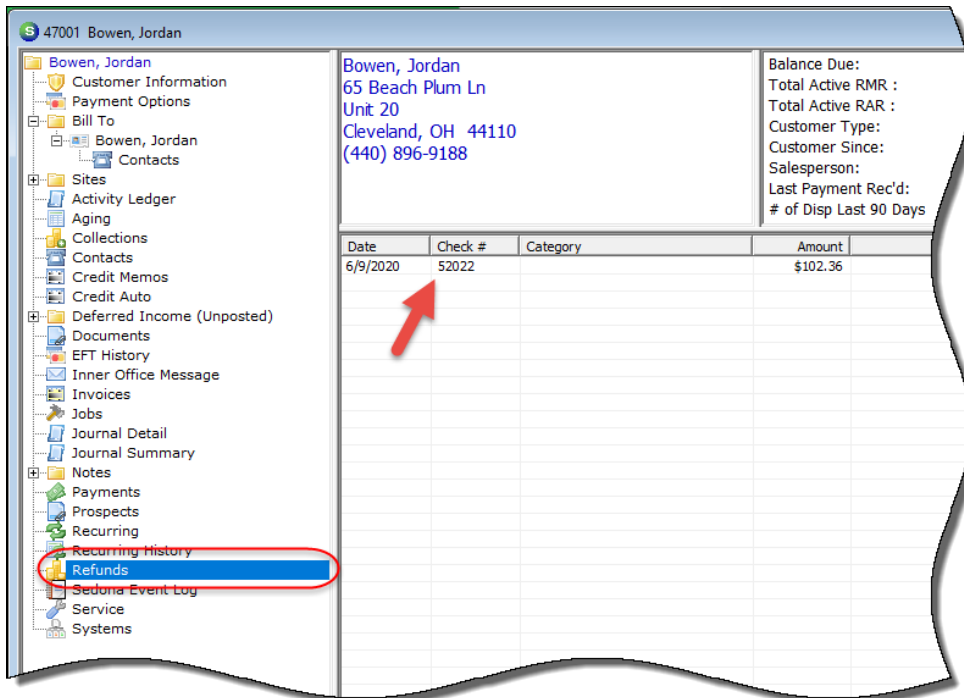 47001 Bowen, Jordan
Bowen, Jordan
Customer Information
Payment Options
Bill To
Bowen, Jordan
Contacts
Sites
Activity Ledger
Aging
Collections
Contacts
Credit Memos
Credit Auto
Deferred Income (Unposted)
Documents
EFT History
Inner Office Message
Invoices
Jobs
Journal Detail
Journal Summary
Notes
Payments
Prospects
Recurring
Recurring History
Refunds
Sedona Event Log
Service
Systems
Bowen, Jordan
65 Beach Plum Ln
Unit 20
Cleveland, OH 44110
(440) 896-9188
Balance Due:
Total Active RMR :
Total Active RAR :
Customer Type:
Customer Since:
Salesperson:
Last Payment Rec'd:
# of Disp Last 90 Days
Date Check # Category Amount
6/9/2020 52022 $102.36